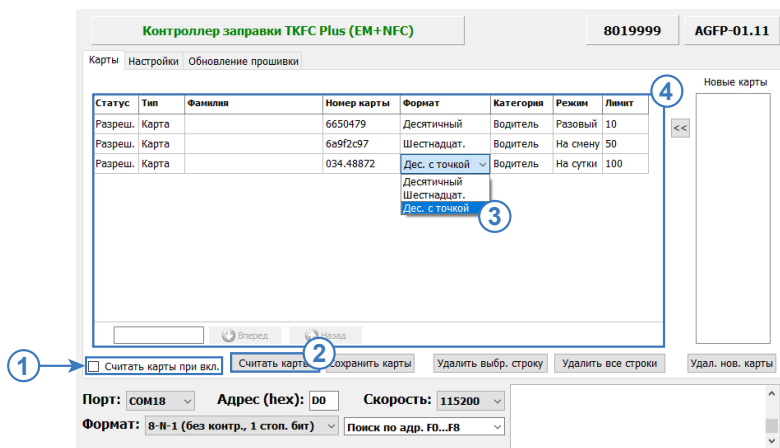 Контроллер заправки TKFC Plus (EM+NFC) 8019999 AGFP-01.11
Карты Настройки Обновление прошивки
Новые карты
4
Статус Тип Фамилия Номер карты Формат Категория Режим Лимит
Разреш. Карта 6650479 Десятичный Водитель Разовый 10
<<
Разреш. Карта 6a9f2c97 Шестнадцат. Водитель На смену 50
Разреш. Карта 034.48872 Дес. с точкой Водитель На сутки 100
Десятичный
Шестнадцат.
Дес. с точкой
3
Вперед Назад
1
2
Считать карты при вкл. Считать карты Сохранить карты Удалить выбр. строку Удалить все строки Удал. нов. карты
Порт: COM18 Адрес (hex): D0 Скорость: 115200
Формат: 8-N-1 (без контр., 1 стоп. бит) Поиск по адр. F0...F8